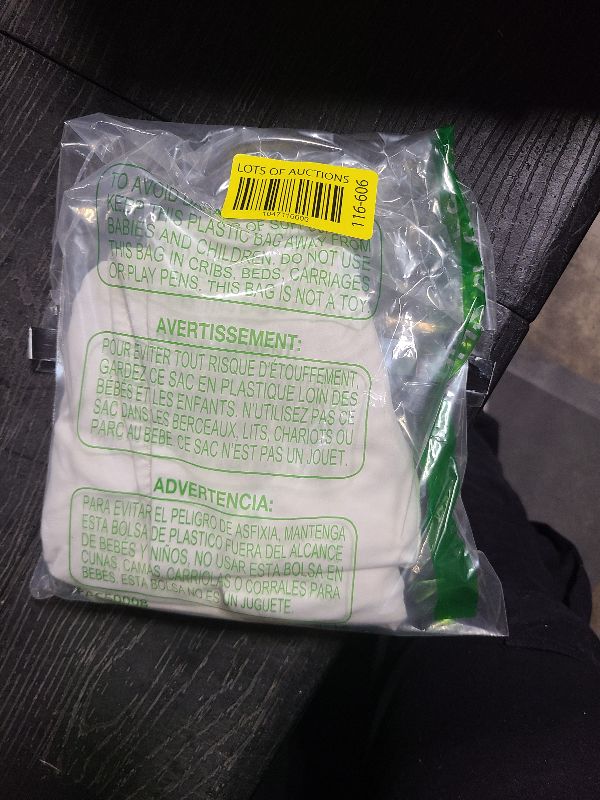 LOTS OF AUCTIONS
116-606
TO AVOID OF
KEEP THIS PLASTIC BAG AWAY FROM
BABIES AND CHILDREN. DO NOT USE
THIS BAG IN CRIBS, BEDS, CARRIAGES
OR PLAY PENS. THIS BAG IS NOT A TOY
AVERTISSEMENT:
POUR EVITER TOUT RISQUE D'ÉTOUFFEMENT,
GARDEZ CE SAC EN PLASTIQUE LOIN DES
BÉBÉS ET LES ENFANTS. N'UTILISEZ PAS CE
SAC DANS LES BERCEAUX, LITS, CHARIOTS OU
PARC AU BÉBÉ CE SAC N'EST PAS UN JOUET.
ADVERTENCIA:
PARA EVITAR EL PELIGRO DE ASFIXIA, MANTENGA
ESTA BOLSA DE PLASTICO FUERA DEL ALCANCE
DE BEBÉS Y NIÑOS, NO USAR ESTA BOLSA EN
CUNAS, CAMAS, CARRIOLAS O CORRALES PARA
BEBÉS. ESTA BOLSA NO ES UN JUGUETE.